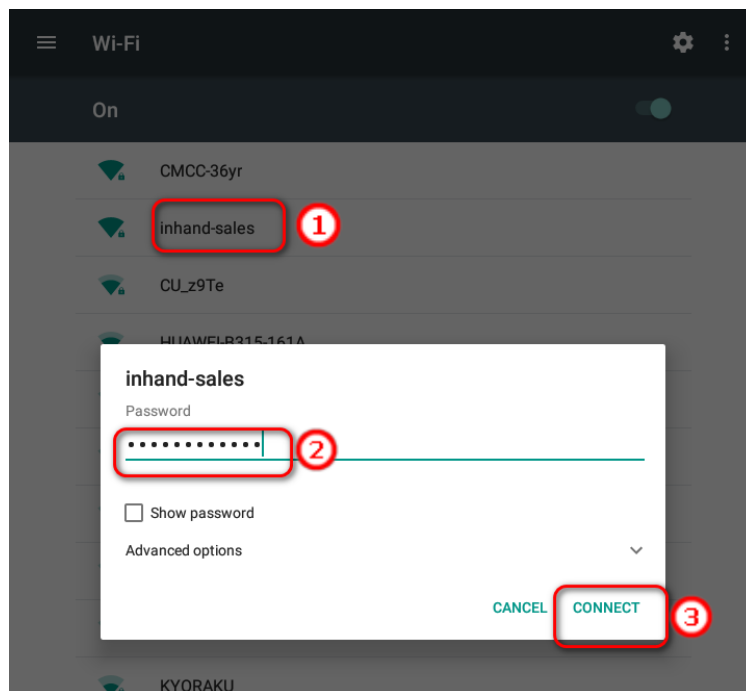 Wi-Fi
On
CMCC-36yr
inhand-sales
1
CU_z9Te
HUAWEI-B315-161A
inhand-sales
Password
••••••••••••
2
Show password
Advanced options
CANCEL CONNECT
3
KYORAKU